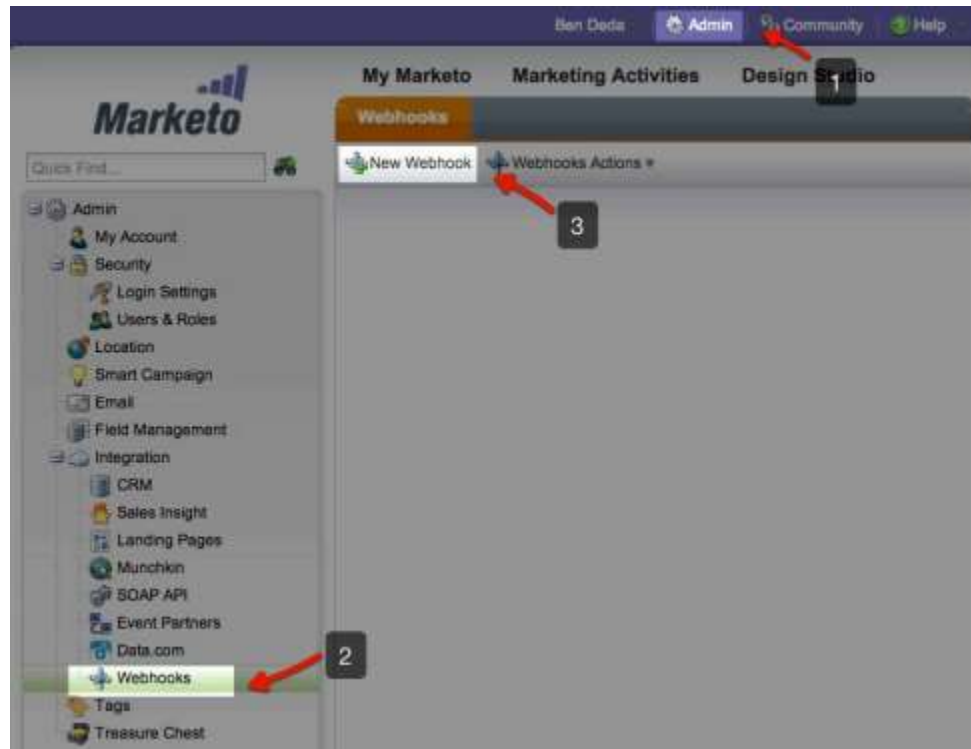 Ben Deda Admin Community Help
1
My Marketo Marketing Activities Design Studio
Marketo
Webhooks
Quick Find...
New Webhook Webhooks Actions
3
Admin
My Account
Security
Login Settings
Users & Roles
Location
Smart Campaign
Email
Field Management
Integration
CRM
Sales Insight
Landing Pages
Munchkin
SOAP API
Event Partners
Data.com
2
Webhooks
Tags
Treasure Chest